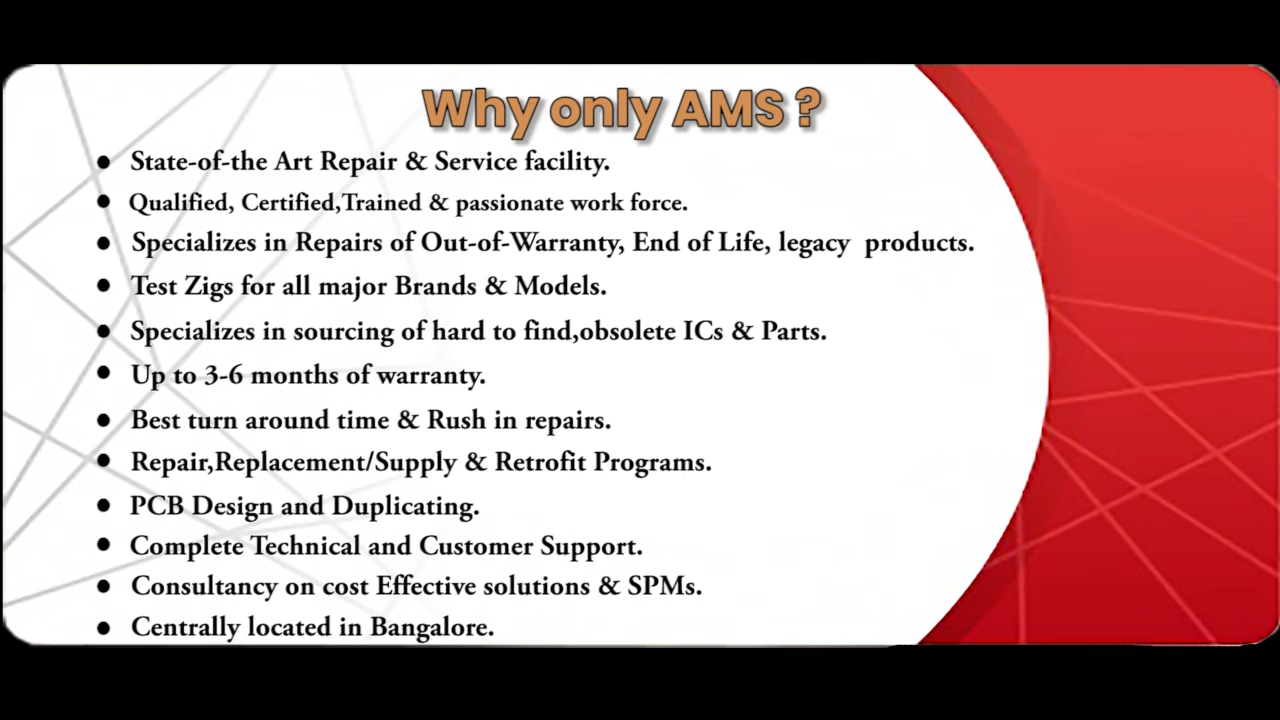 Why only AMS ?
● State-of-the Art Repair & Service facility.
● Qualified, Certified,Trained & passionate work force.
● Specializes in Repairs of Out-of-Warranty, End of Life, legacy  products.
● Test Zigs for all major Brands & Models.
● Specializes in sourcing of hard to find,obsolete ICs & Parts.
● Up to 3-6 months of warranty.
● Best turn around time & Rush in repairs.
● Repair,Replacement/Supply & Retrofit Programs.
● PCB Design and Duplicating.
● Complete Technical and Customer Support.
● Consultancy on cost Effective solutions & SPMs.
● Centrally located in Bangalore.